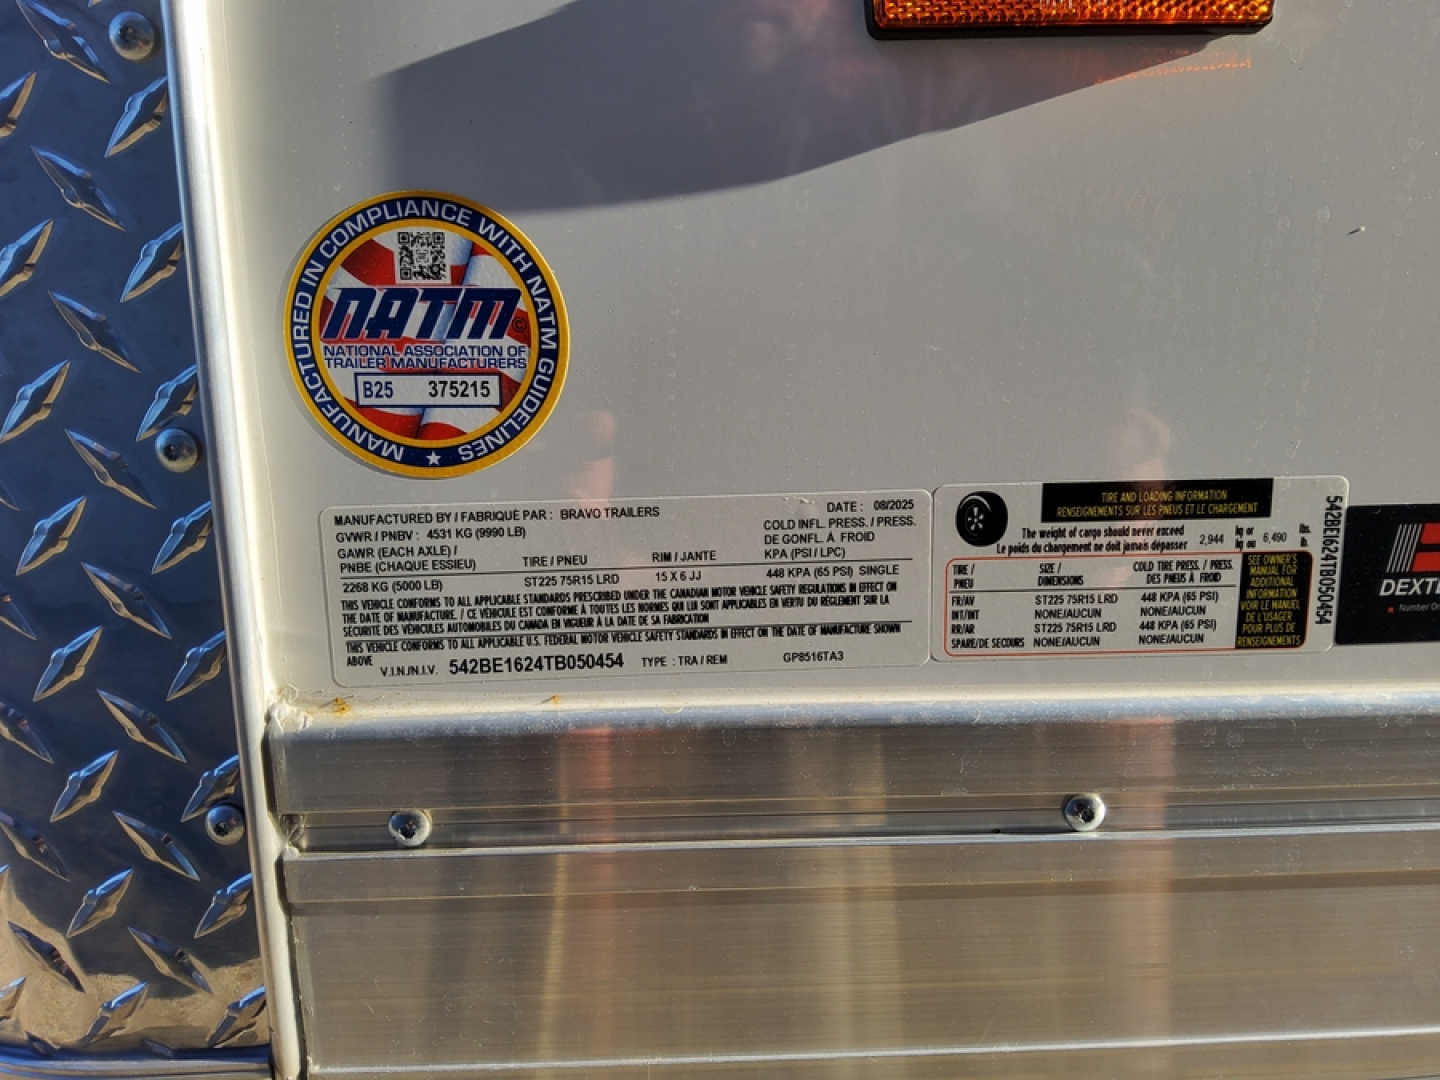 MANUFACTURED IN COMPLIANCE WITH NATM GUIDELINES
NATM ©
NATIONAL ASSOCIATION OF
TRAILER MANUFACTURERS
B25 375215
MANUFACTURED BY / FABRIQUÉ PAR : BRAVO TRAILERS DATE : 08/2025
GVWR / PNBV : 4531 KG (9990 LB) COLD INFL. PRESS. / PRESS.
GAWR (EACH AXLE) / DE GONFL. À FROID
PNBE (CHAQUE ESSIEU) TIRE / PNEU RIM / JANTE KPA (PSI / LPC)
2268 KG (5000 LB) ST225 75R15 LRD 15 X 6 JJ 448 KPA (65 PSI) SINGLE
THIS VEHICLE CONFORMS TO ALL APPLICABLE STANDARDS PRESCRIBED UNDER THE CANADIAN MOTOR VEHICLE SAFETY REGULATIONS IN EFFECT ON
THE DATE OF MANUFACTURE. / CE VÉHICULE EST CONFORME À TOUTES LES NORMES QUI LUI SONT APPLICABLES EN VERTU DU RÈGLEMENT SUR LA
SÉCURITÉ DES VÉHICULES AUTOMOBILES DU CANADA EN VIGUEUR À LA DATE DE SA FABRICATION
THIS VEHICLE CONFORMS TO ALL APPLICABLE U.S. FEDERAL MOTOR VEHICLE SAFETY STANDARDS IN EFFECT ON THE DATE OF MANUFACTURE SHOWN
ABOVE
V.I.N./N.I.V. 542BE1624TB050454 TYPE : TRA / REM GP8516TA3
TIRE AND LOADING INFORMATION
RENSEIGNEMENTS SUR LES PNEUS ET LE CHARGEMENT
The weight of cargo should never exceed kg or lbs.
Le poids du chargement ne doit jamais dépasser 2,944 kg ou 6,490 lb.
TIRE / SIZE / COLD TIRE PRESS. / PRESS.
PNEU DIMENSIONS DES PNEUS À FROID
FR/AV ST225 75R15 LRD 448 KPA (65 PSI)
INT/INT NONE/AUCUN NONE/AUCUN
RR/AR ST225 75R15 LRD 448 KPA (65 PSI)
SPARE/DE SECOURS NONE/AUCUN NONE/AUCUN
SEE OWNER'S
MANUAL FOR
ADDITIONAL
INFORMATION
VOIR LE MANUEL
DE L'USAGER
POUR PLUS DE
RENSEIGNEMENTS
542BE1624TB050454
DEXTE
Number On